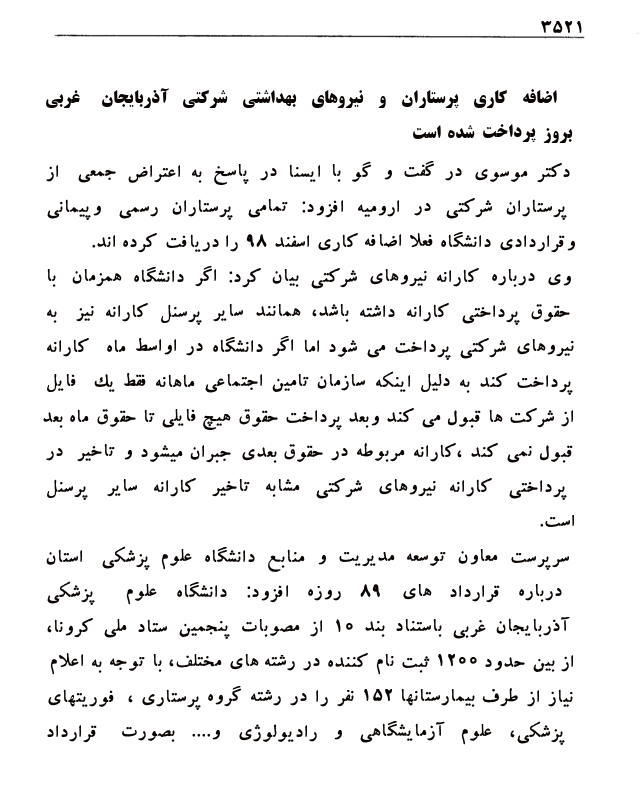 ۳۵۲۱
اضافه کاری پرستاران و نیروهای بهداشتی شرکتی آذربایجان غربی
بروز پرداخت شده است
دکتر موسوی در گفت و گو با ایسنا در پاسخ به اعتراض جمعی از
پرستاران شرکتی در ارومیه افزود: تمامی پرستاران رسمی وپیمانی
وقراردادی دانشگاه فعلا اضافه کاری اسفند ۹۸ را دریافت کرده اند.
وی درباره کارانه نیروهای شرکتی بیان کرد: اگر دانشگاه همزمان با
حقوق پرداختی کارانه داشته باشد، همانند سایر پرسنل کارانه نیز به
نیروهای شرکتی پرداخت می شود اما اگر دانشگاه در اواسط ماه کارانه
پرداخت کند به دلیل اینکه سازمان تامین اجتماعی ماهانه فقط یك فایل
از شرکت ها قبول می کند وبعد پرداخت حقوق هیچ فایلی تا حقوق ماه بعد
قبول نمی کند ،کارانه مربوطه در حقوق بعدی جبران میشود و تاخیر در
پرداختی کارانه نیروهای شرکتی مشابه تاخیر کارانه سایر پرسنل
است.
سرپرست معاون توسعه مدیریت و منابع دانشگاه علوم پزشکی استان
درباره قرارداد های ۸۹ روزه افزود: دانشگاه علوم پزشکی
آذربایجان غربی باستناد بند ۱۰ از مصوبات پنجمین ستاد ملی کرونا،
از بین حدود ۱۲۰۰ ثبت نام کننده در رشته های مختلف، با توجه به اعلام
نیاز از طرف بیمارستانها ۱۵۲ نفر را در رشته گروه پرستاری ، فوریتهای
پزشکی، علوم آزمایشگاهی و رادیولوژی و.... بصورت قرارداد